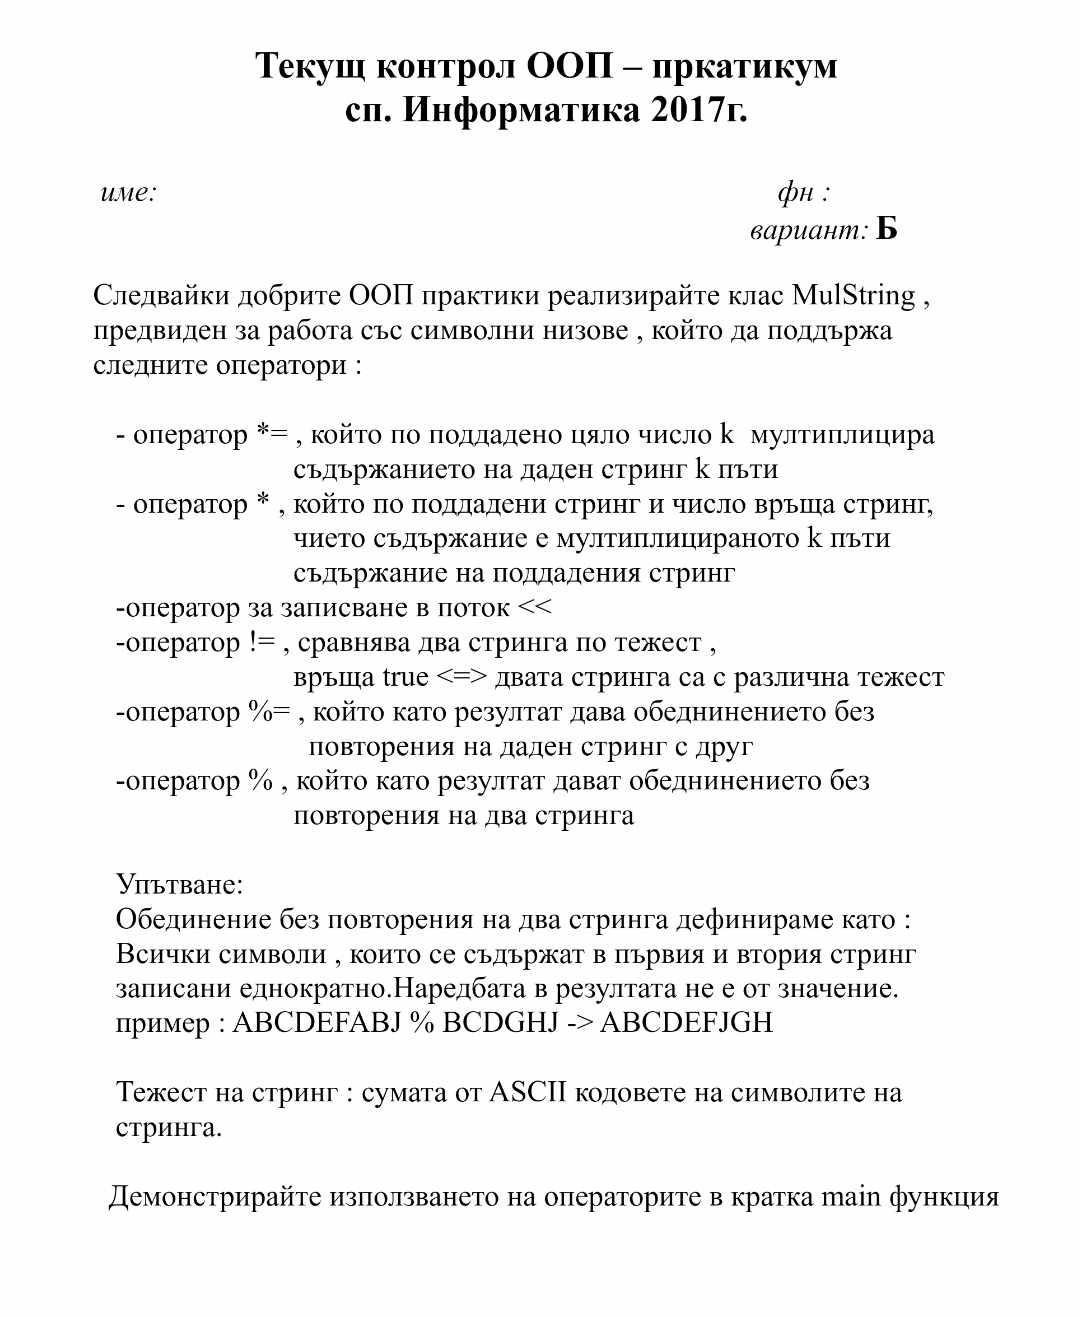 Текущ контрол ООП – пркатикум
сп. Информатика 2017г.
име: фн :
вариант: Б
Следвайки добрите ООП практики реализирайте клас MulString ,
предвиден за работа със символни низове , който да поддържа
следните оператори :
- оператор *= , който по поддадено цяло число k мултиплицира
съдържанието на даден стринг k пъти
- оператор * , който по поддадени стринг и число връща стринг,
чието съдържание е мултиплицираното k пъти
съдържание на поддадения стринг
-оператор за записване в поток <<
-оператор != , сравнява два стринга по тежест ,
връща true <=> двата стринга са с различна тежест
-оператор %= , който като резултат дава обеднинението без
повторения на даден стринг с друг
-оператор % , който като резултат дават обеднинението без
повторения на два стринга
Упътване:
Обединение без повторения на два стринга дефинираме като :
Всички символи , които се съдържат в първия и втория стринг
записани еднократно.Наредбата в резултата не е от значение.
пример : ABCDEFABJ % BCDGHJ -> ABCDEFJGH
Тежест на стринг : сумата от ASCII кодовете на символите на
стринга.
Демонстрирайте използването на операторите в кратка main функция